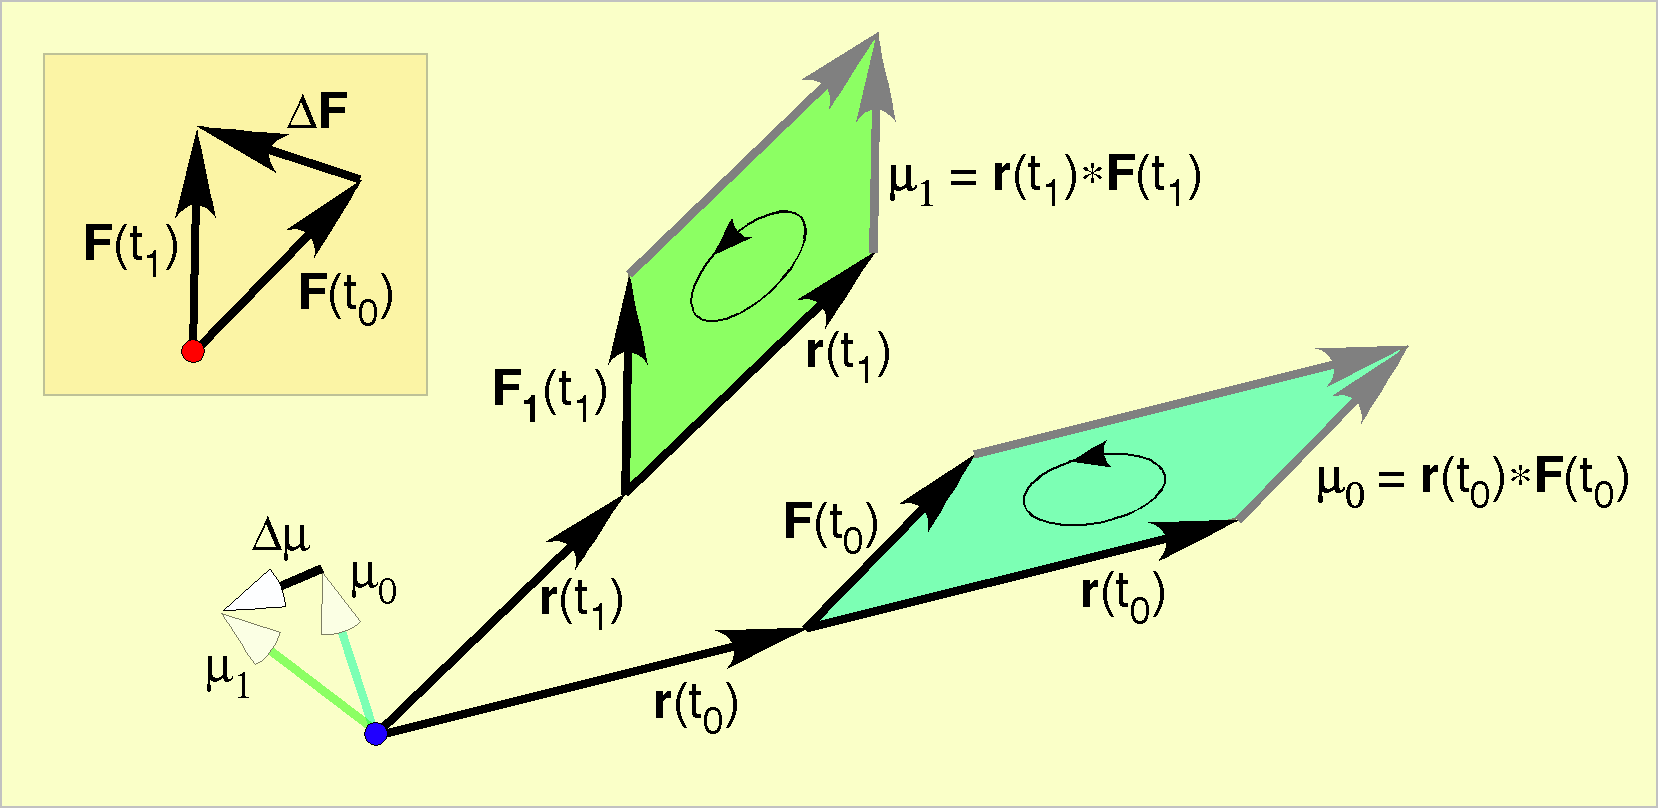 ΔF
F(t₁)
F(t₀)
μ₁ = r(t₁)*F(t₁)
r(t₁)
F₁(t₁)
μ₀ = r(t₀)*F(t₀)
F(t₀)
r(t₀)
Δμ
μ₀
r(t₁)
μ₁
r(t₀)